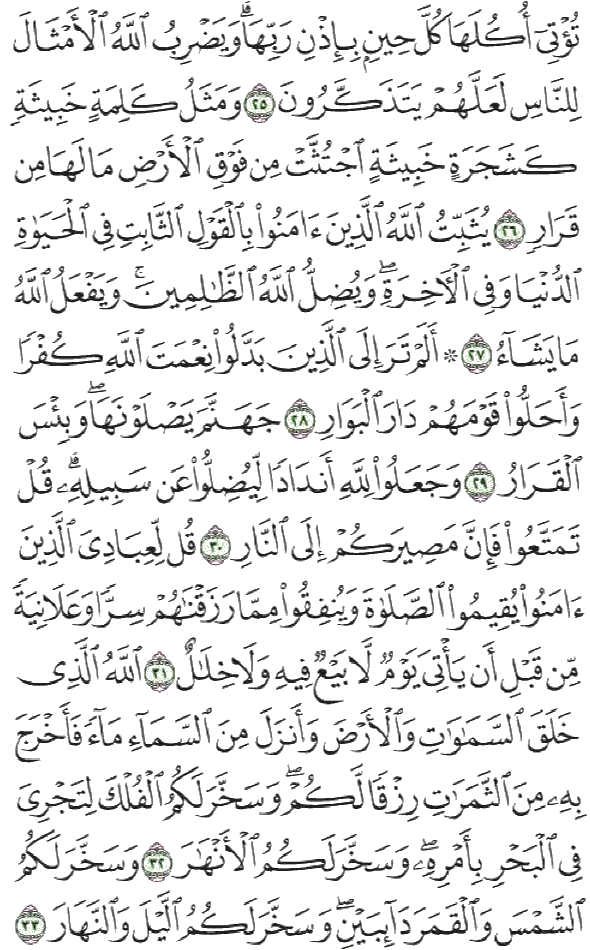 تُؤۡتِيٓ أُكُلَهَا كُلَّ حِينِۭ بِإِذۡنِ رَبِّهَاۗ وَيَضۡرِبُ ٱللَّهُ ٱلۡأَمۡثَالَ
لِلنَّاسِ لَعَلَّهُمۡ يَتَذَكَّرُونَ ٢٥ وَمَثَلُ كَلِمَةٍ خَبِيثَةٖ
كَشَجَرَةٍ خَبِيثَةٍ ٱجۡتُثَّتۡ مِن فَوۡقِ ٱلۡأَرۡضِ مَا لَهَا مِن
قَرَارٖ ٢٦ يُثَبِّتُ ٱللَّهُ ٱلَّذِينَ ءَامَنُواْ بِٱلۡقَوۡلِ ٱلثَّابِتِ فِي ٱلۡحَيَوٰةِ
ٱلدُّنۡيَا وَفِي ٱلۡأٓخِرَةِۖ وَيُضِلُّ ٱللَّهُ ٱلظَّٰلِمِينَۚ وَيَفۡعَلُ ٱللَّهُ
مَا يَشَآءُ ٢٧ ۞ أَلَمۡ تَرَ إِلَى ٱلَّذِينَ بَدَّلُواْ نِعۡمَتَ ٱللَّهِ كُفۡرٗا
وَأَحَلُّواْ قَوۡمَهُمۡ دَارَ ٱلۡبَوَارِ ٢٨ جَهَنَّمَ يَصۡلَوۡنَهَاۖ وَبِئۡسَ
ٱلۡقَرَارُ ٢٩ وَجَعَلُواْ لِلَّهِ أَندَادٗا لِّيُضِلُّواْ عَن سَبِيلِهِۦۗ قُلۡ
تَمَتَّعُواْ فَإِنَّ مَصِيرَكُمۡ إِلَى ٱلنَّارِ ٣٠ قُل لِّعِبَادِيَ ٱلَّذِينَ
ءَامَنُواْ يُقِيمُواْ ٱلصَّلَوٰةَ وَيُنفِقُواْ مِمَّا رَزَقۡنَٰهُمۡ سِرّٗا وَعَلَانِيَةٗ
مِّن قَبۡلِ أَن يَأۡتِيَ يَوۡمٞ لَّا بَيۡعٞ فِيهِ وَلَا خِلَٰلٌ ٣١ ٱللَّهُ ٱلَّذِي
خَلَقَ ٱلسَّمَٰوَٰتِ وَٱلۡأَرۡضَ وَأَنزَلَ مِنَ ٱلسَّمَآءِ مَآءٗ فَأَخۡرَجَ
بِهِۦ مِنَ ٱلثَّمَرَٰتِ رِزۡقٗا لَّكُمۡۖ وَسَخَّرَ لَكُمُ ٱلۡفُلۡكَ لِتَجۡرِيَ
فِي ٱلۡبَحۡرِ بِأَمۡرِهِۦۖ وَسَخَّرَ لَكُمُ ٱلۡأَنۡهَٰرَ ٣٢ وَسَخَّرَ لَكُمُ
ٱلشَّمۡسَ وَٱلۡقَمَرَ دَآئِبَيۡنِۖ وَسَخَّرَ لَكُمُ ٱلَّيۡلَ وَٱلنَّهَارَ ٣٣